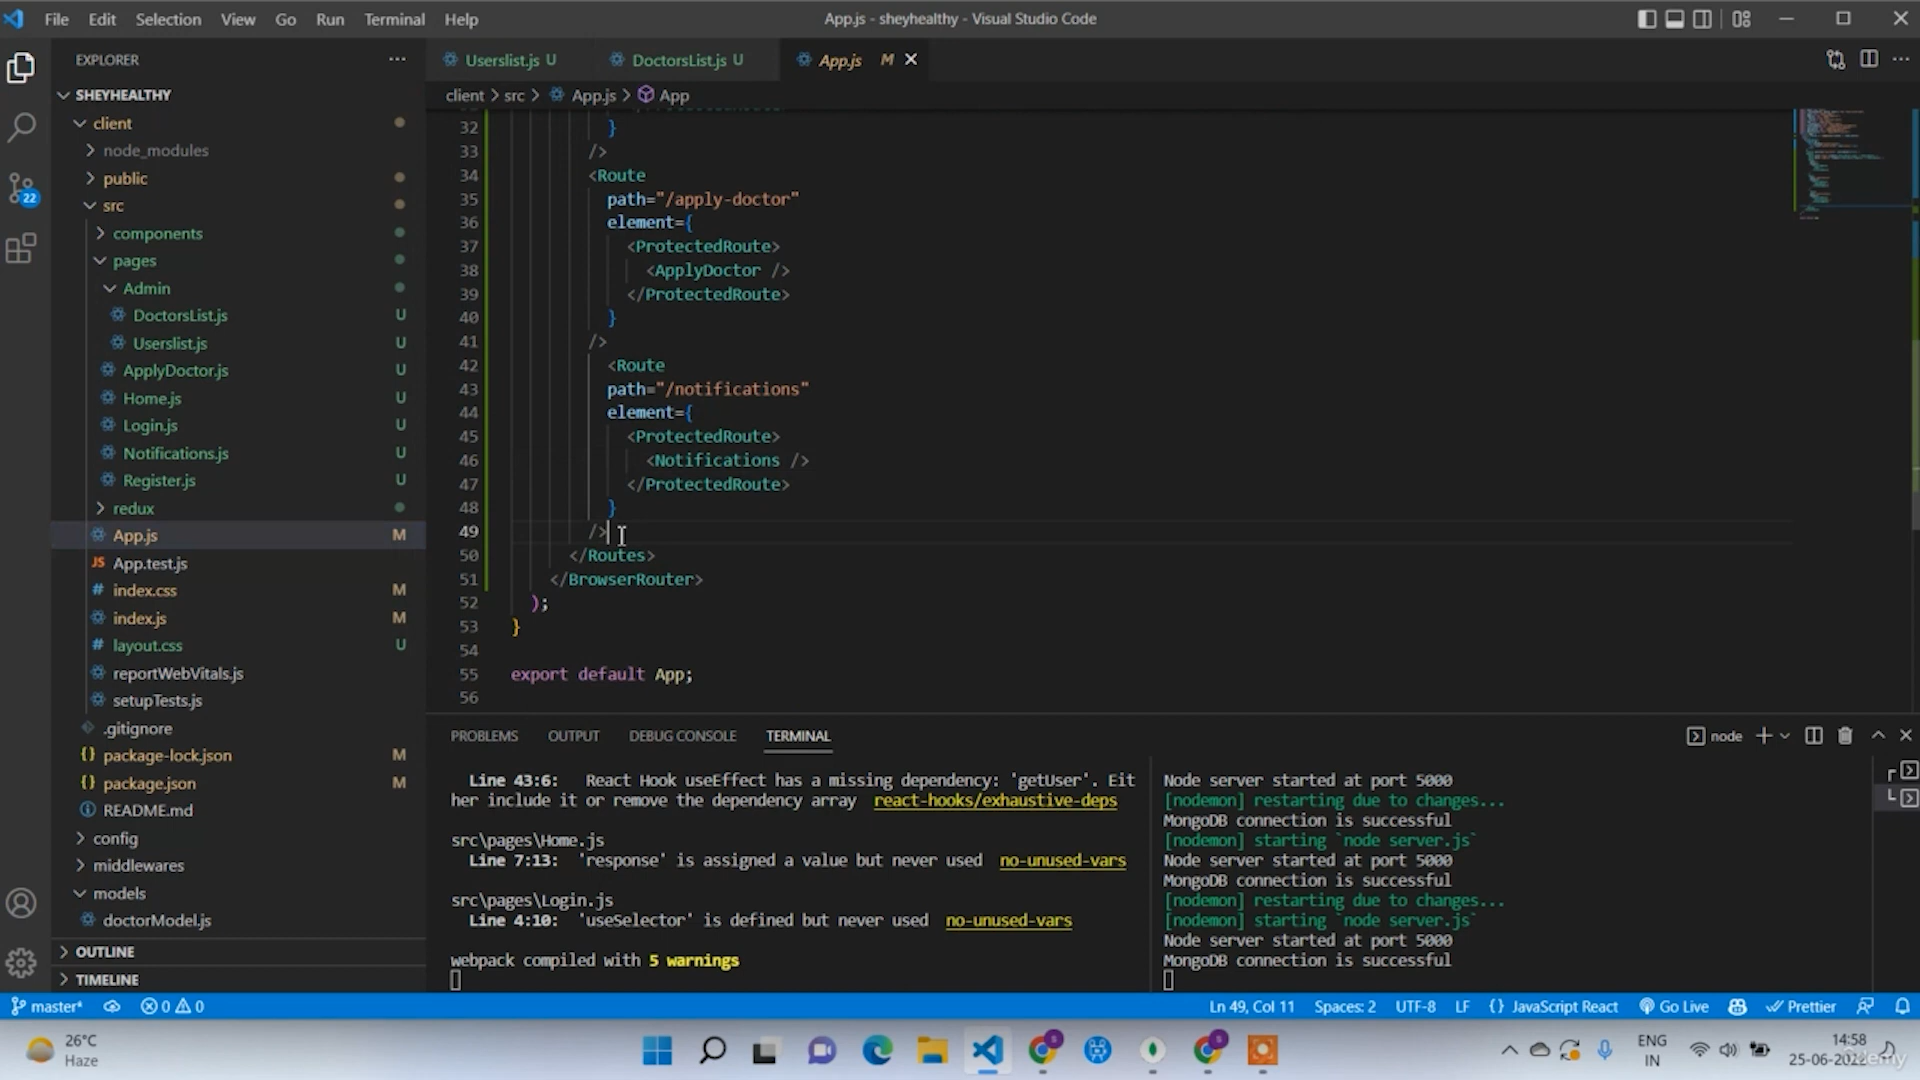 File Edit Selection View Go Run Terminal Help
App.js - sheyhealthy - Visual Studio Code
EXPLORER
SHEYHEALTHY
client
node_modules
public
src
components
pages
Admin
DoctorsList.js U
Userslist.js U
ApplyDoctor.js U
Home.js U
Login.js U
Notifications.js U
Register.js U
redux
App.js M
App.test.js
index.css M
index.js M
layout.css U
reportWebVitals.js
setupTests.js
.gitignore
package-lock.json M
package.json M
README.md
config
middlewares
models
doctorModel.js
OUTLINE
TIMELINE
22
Userslist.js U DoctorsList.js U App.js M
client > src > App.js > App
32 }
33 />
34 <Route
35 path="/apply-doctor"
36 element={
37 <ProtectedRoute>
38 <ApplyDoctor />
39 </ProtectedRoute>
40 }
41 />
42 <Route
43 path="/notifications"
44 element={
45 <ProtectedRoute>
46 <Notifications />
47 </ProtectedRoute>
48 }
49 />
50 </Routes>
51 </BrowserRouter>
52 );
53 }
54
55 export default App;
56
PROBLEMS OUTPUT DEBUG CONSOLE TERMINAL
node
Line 43:6: React Hook useEffect has a missing dependency: 'getUser'. Eit
her include it or remove the dependency array react-hooks/exhaustive-deps
src\pages\Home.js
Line 7:13: 'response' is assigned a value but never used no-unused-vars
src\pages\Login.js
Line 4:10: 'useSelector' is defined but never used no-unused-vars
webpack compiled with 5 warnings
Node server started at port 5000
[nodemon] restarting due to changes...
MongoDB connection is successful
[nodemon] starting `node server.js`
Node server started at port 5000
MongoDB connection is successful
[nodemon] restarting due to changes...
[nodemon] starting `node server.js`
Node server started at port 5000
MongoDB connection is successful
master* 0 0
Ln 49, Col 11 Spaces: 2 UTF-8 LF {} JavaScript React Go Live Prettier
26°C
Haze
ENG
IN
14:58
25-06-2022